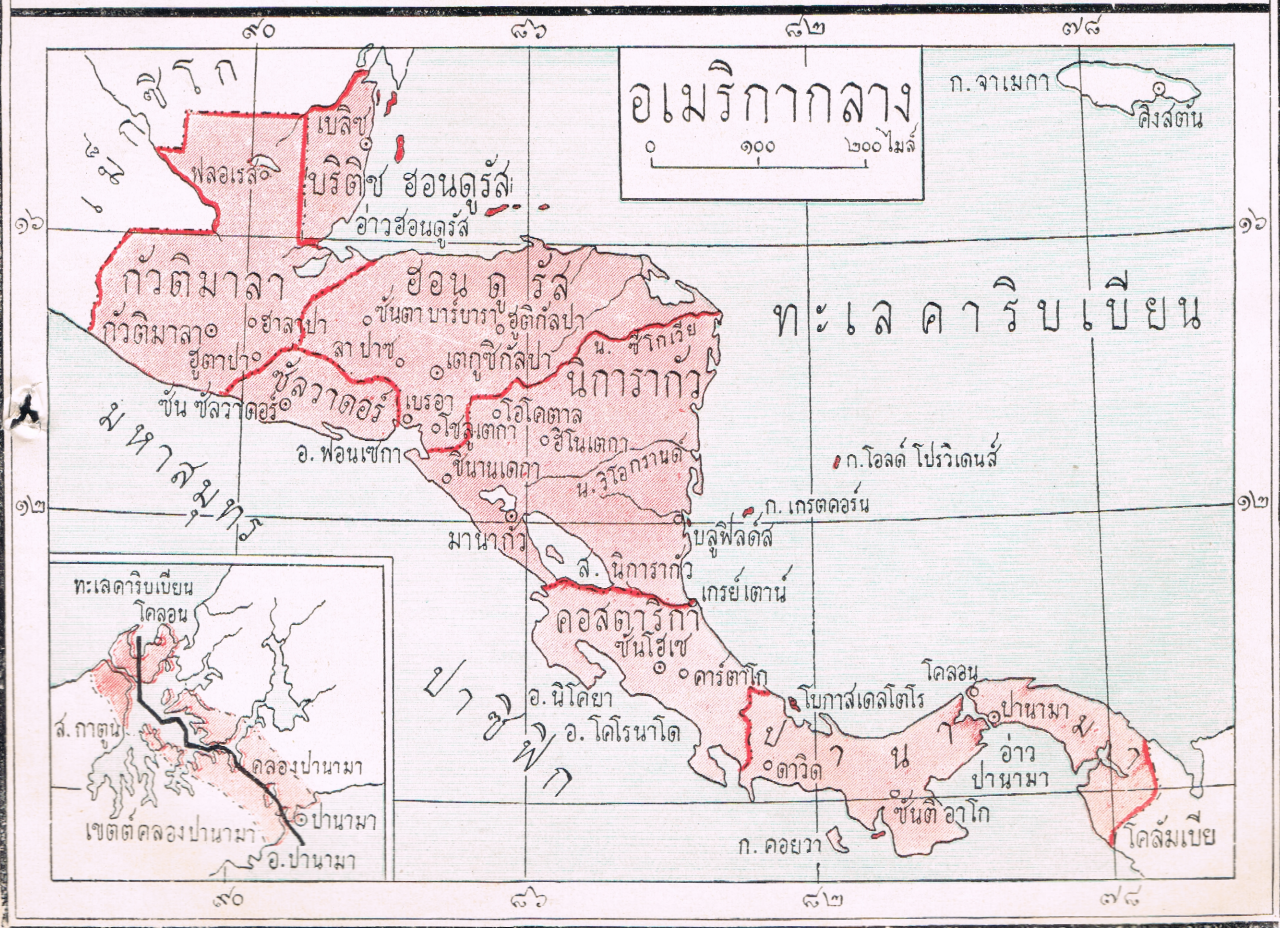 ๙๐ ๘๖ ๘๒ ๗๘
อเมริกากลาง
๐ ๑๐๐ ๒๐๐ไมล์
ก. จาเมกา
คิงสตัน
เม็กซิโก
เบลิซ
ฟลอเรส
บริติช ฮอนดูรัส
อ่าวฮอนดูรัส
๑๖ ๑๖
กัวติมาลา
ฮอนดูรัส
ทะเลคาริบเบียน
ซันตา บาร์บารา
ฮูติกัลปา
กัวติมาลา
ฮาลาปา
น. ซิโกเวีย
ฮูตาปา
ลา ปาซ
เตกูซิกัลปา
นิการากัว
ซัลวาดอร์
ซัน ซัลวาดอร์
เบรอา
โอโคตาล
โชลูเตกา
ฮิโนเตกา
อ. ฟอนเซกา
ชินานเดกา
น. ริโอ กรานด์
ก. โอลด์ โปรวิเดนส์
มหาสมุทร
ปาซิฟิก
๑๒ ๑๒
ก. เกรตคอร์น
บลูฟิลด์ส
มานากัว
ส. นิการากัว
เกรย์เตาน์
คอสตาริกา
ซันโฮเซ
คาร์ตาโก
อ. นิโคยา
อ. โคโรนาโด
โบกาสเดลโตโร
โคลอน
ปานามา
ปานามา
อ่าว
ปานามา
ดาวิด
ซันติอาโก
ก. คอยวา
โคลัมเบีย
ทะเลคาริบเบียน
โคลอน
ส. กาตูน
คลองปานามา
ปานามา
เขตต์คลองปานามา
อ. ปานามา
๙๐ ๘๖ ๘๒ ๗๘